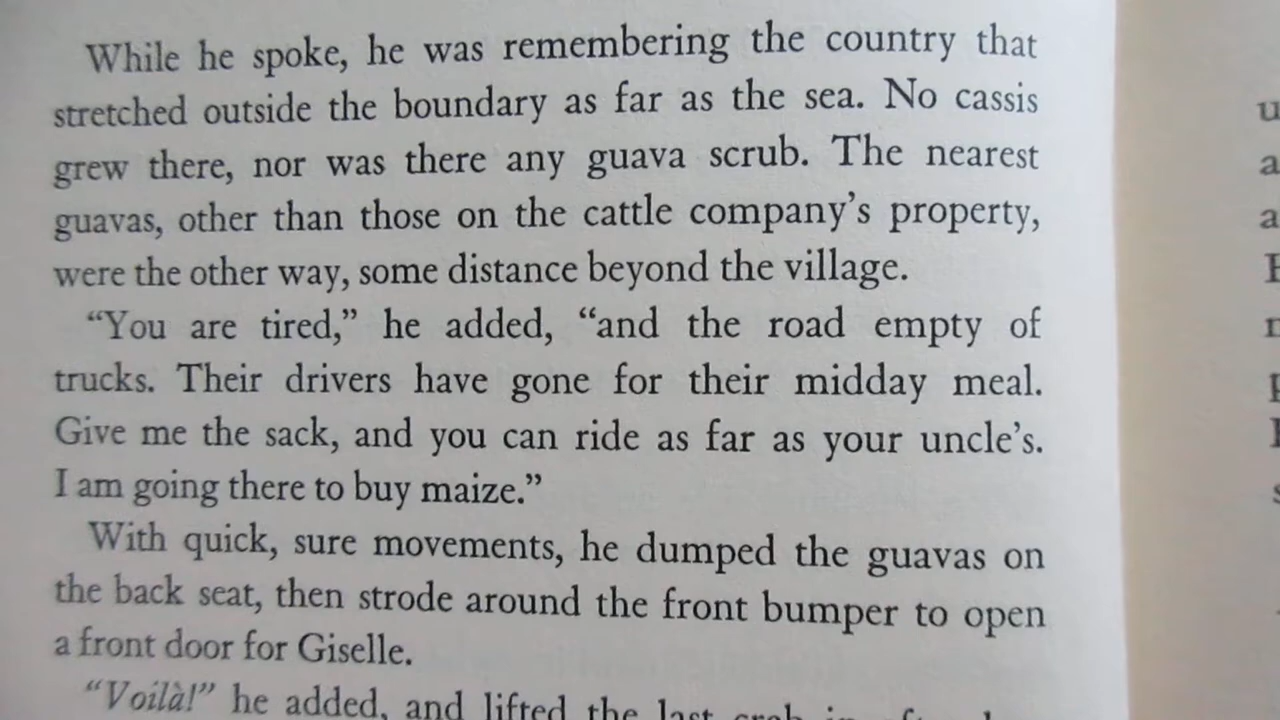 While he spoke, he was remembering the country that
stretched outside the boundary as far as the sea. No cassis
grew there, nor was there any guava scrub. The nearest
guavas, other than those on the cattle company's property,
were the other way, some distance beyond the village.
“You are tired,” he added, “and the road empty of
trucks. Their drivers have gone for their midday meal.
Give me the sack, and you can ride as far as your uncle's.
I am going there to buy maize.”
With quick, sure movements, he dumped the guavas on
the back seat, then strode around the front bumper to open
a front door for Giselle.
“Voilà!” he added, and lifted the last crab in